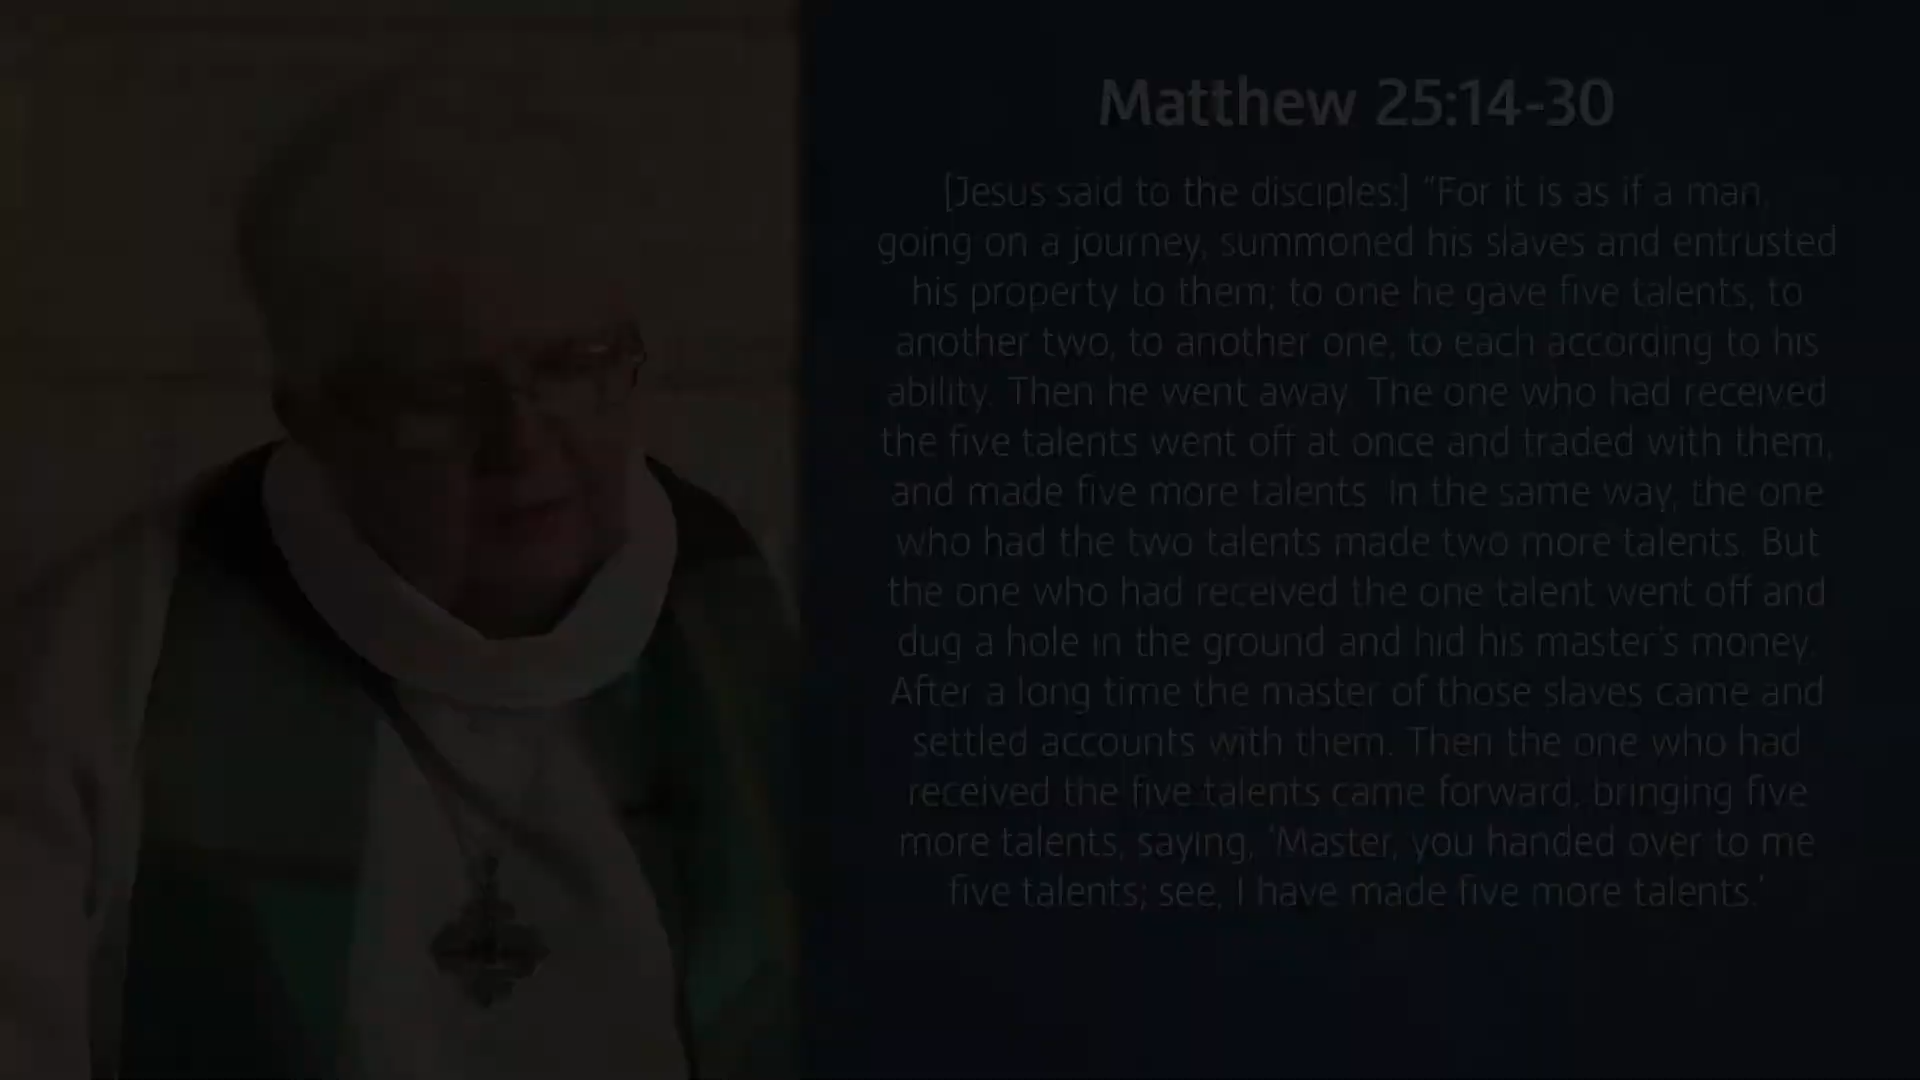 Matthew 25:14-30
[Jesus said to the disciples:] “For it is as if a man,
going on a journey, summoned his slaves and entrusted
his property to them; to one he gave five talents, to
another two, to another one, to each according to his
ability. Then he went away. The one who had received
the five talents went off at once and traded with them,
and made five more talents. In the same way, the one
who had the two talents made two more talents. But
the one who had received the one talent went off and
dug a hole in the ground and hid his master’s money.
After a long time the master of those slaves came and
settled accounts with them. Then the one who had
received the five talents came forward, bringing five
more talents, saying, ‘Master, you handed over to me
five talents; see, I have made five more talents.’